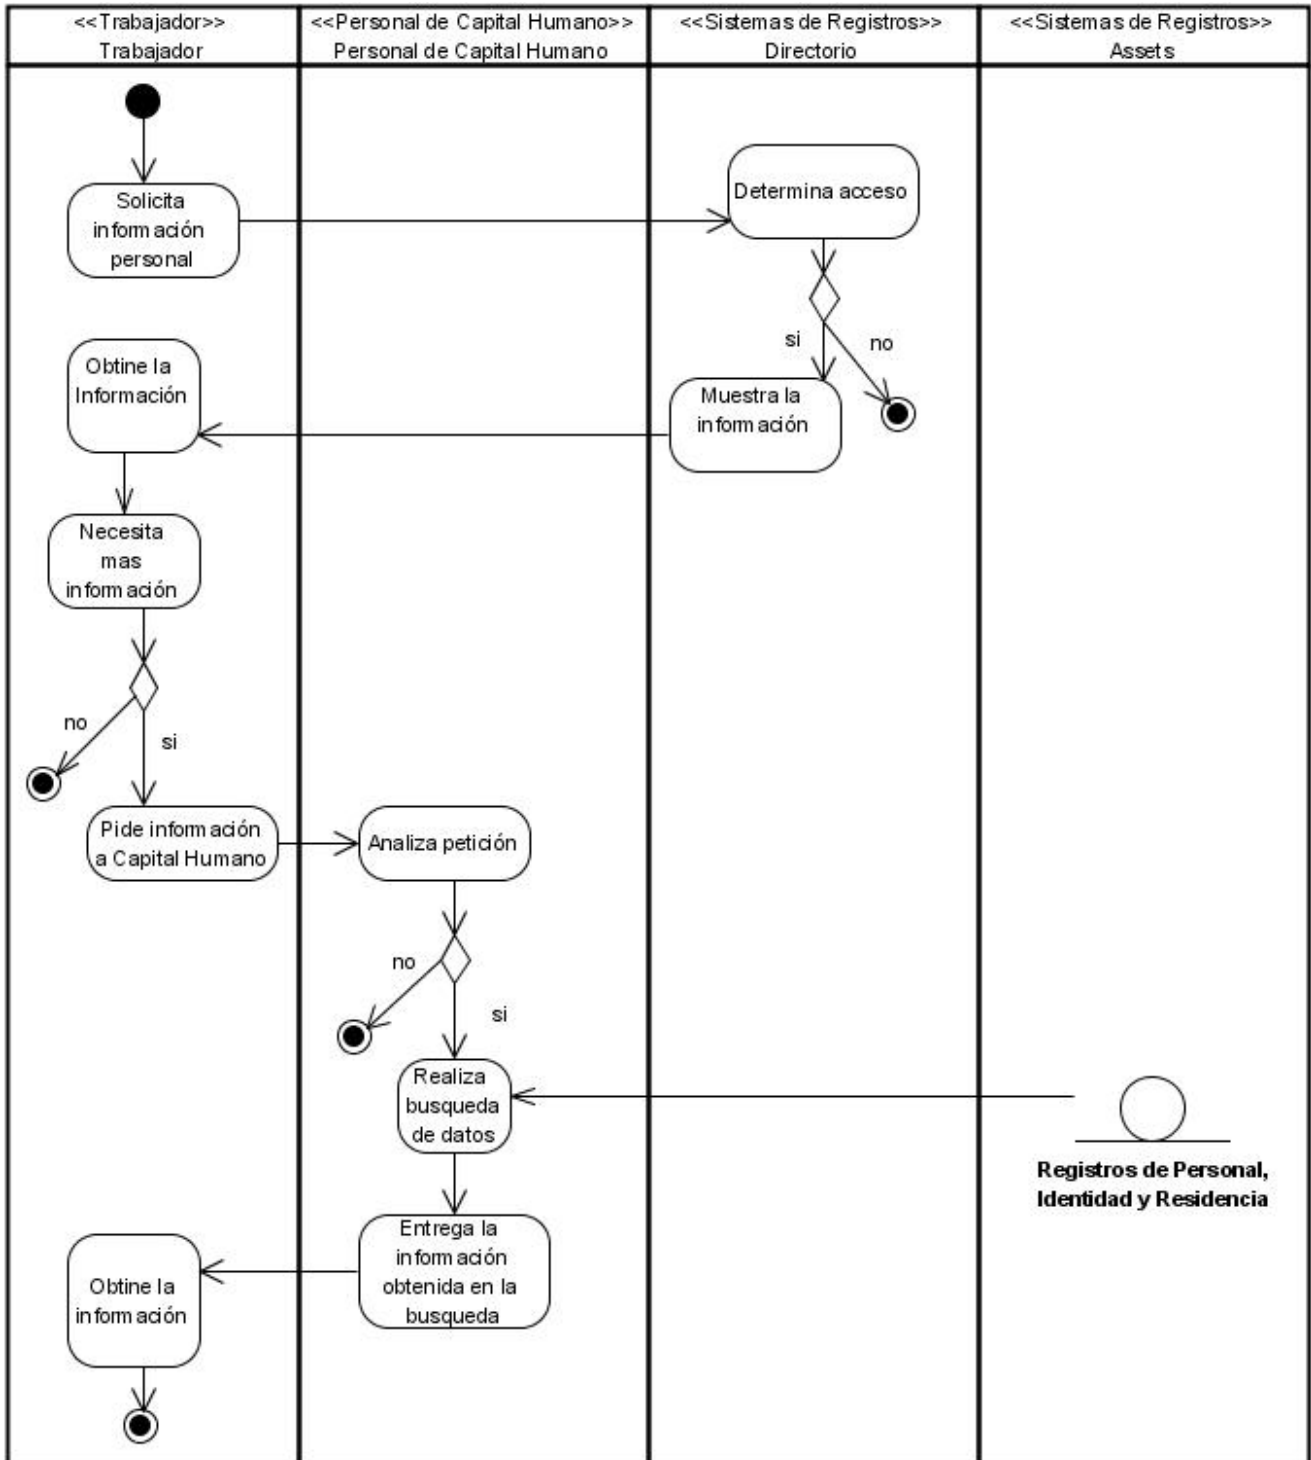 <<Trabajador>>
Trabajador
<<Personal de Capital Humano>>
Personal de Capital Humano
<<Sistemas de Registros>>
Directorio
<<Sistemas de Registros>>
Assets
Solicita
información
personal
Determina acceso
si
no
Obtine la
Información
Muestra la
información
Necesita
mas
información
no
si
Pide información
a Capital Humano
Analiza petición
no
si
Realiza
busqueda
de datos
Registros de Personal,
Identidad y Residencia
Entrega la
información
obtenida en la
busqueda
Obtine la
información